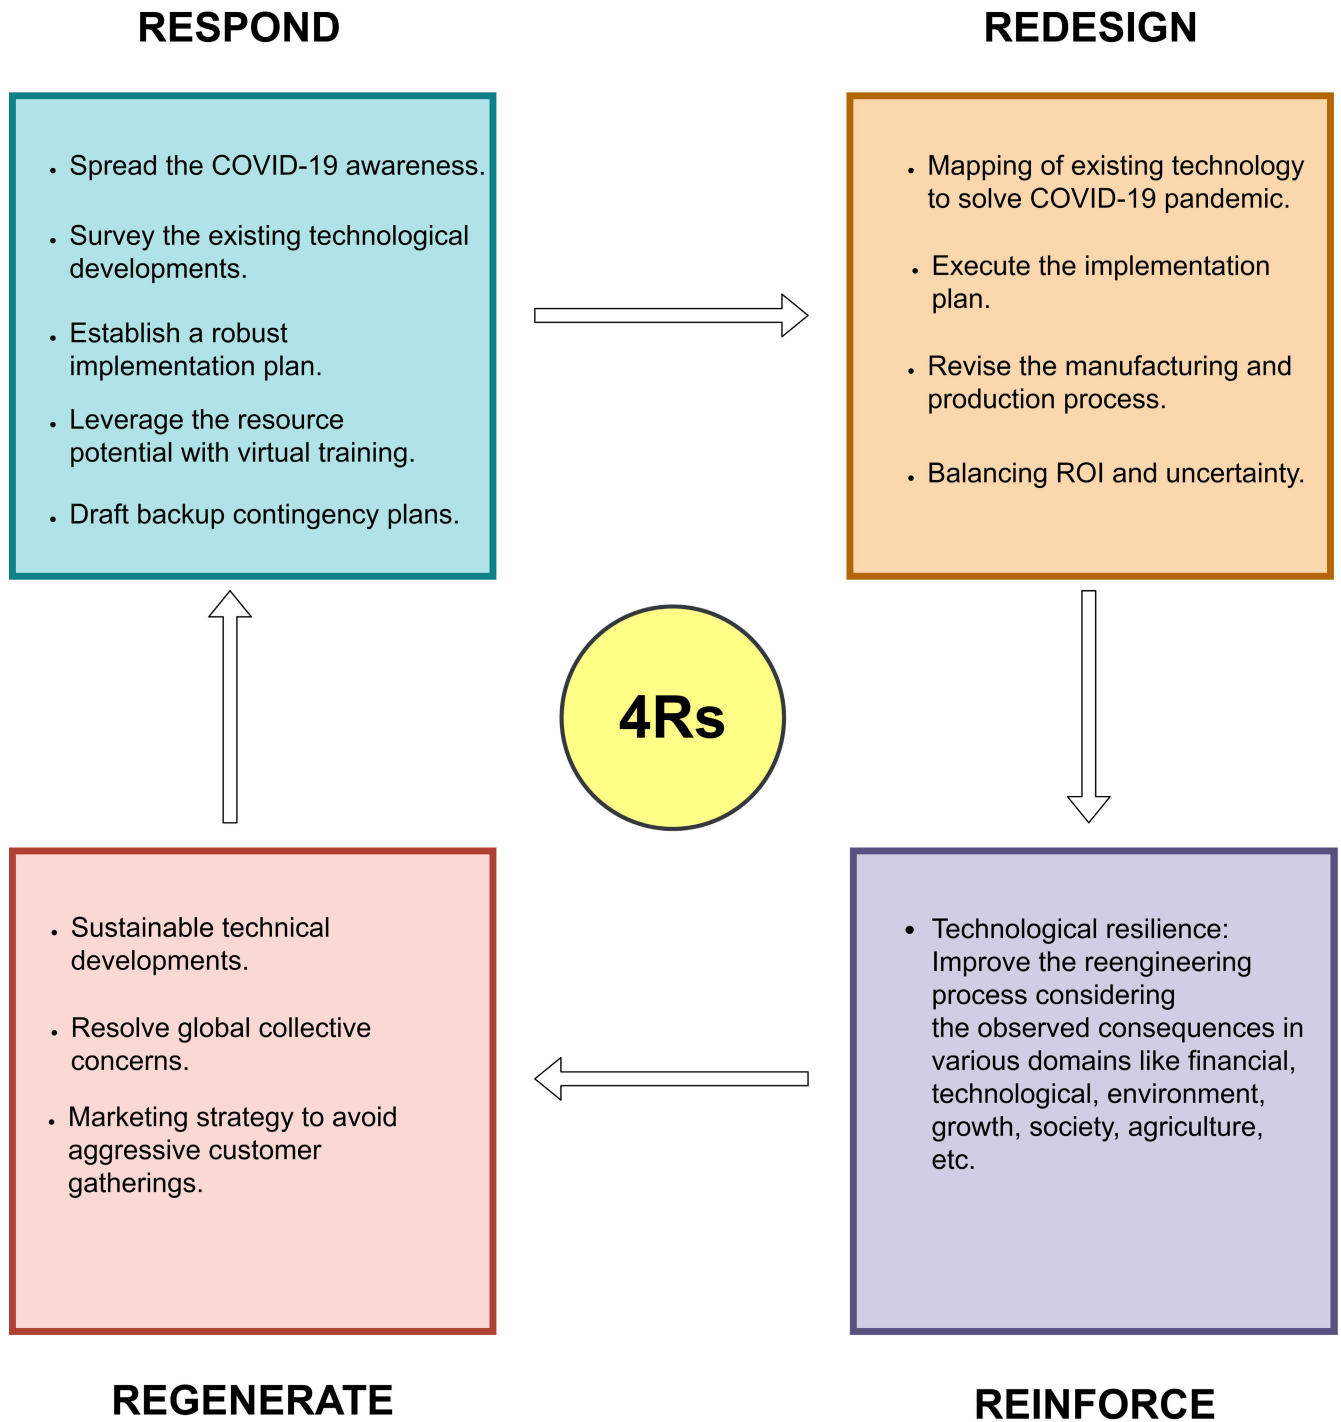 RESPOND
• Spread the COVID-19 awareness.
• Survey the existing technological
developments.
• Establish a robust
implementation plan.
• Leverage the resource
potential with virtual training.
• Draft backup contingency plans.
REDESIGN
• Mapping of existing technology
to solve COVID-19 pandemic.
• Execute the implementation
plan.
• Revise the manufacturing and
production process.
• Balancing ROI and uncertainty.
4Rs
• Sustainable technical
developments.
• Resolve global collective
concerns.
• Marketing strategy to avoid
aggressive customer
gatherings.
REGENERATE
• Technological resilience:
Improve the reengineering
process considering
the observed consequences in
various domains like financial,
technological, environment,
growth, society, agriculture,
etc.
REINFORCE